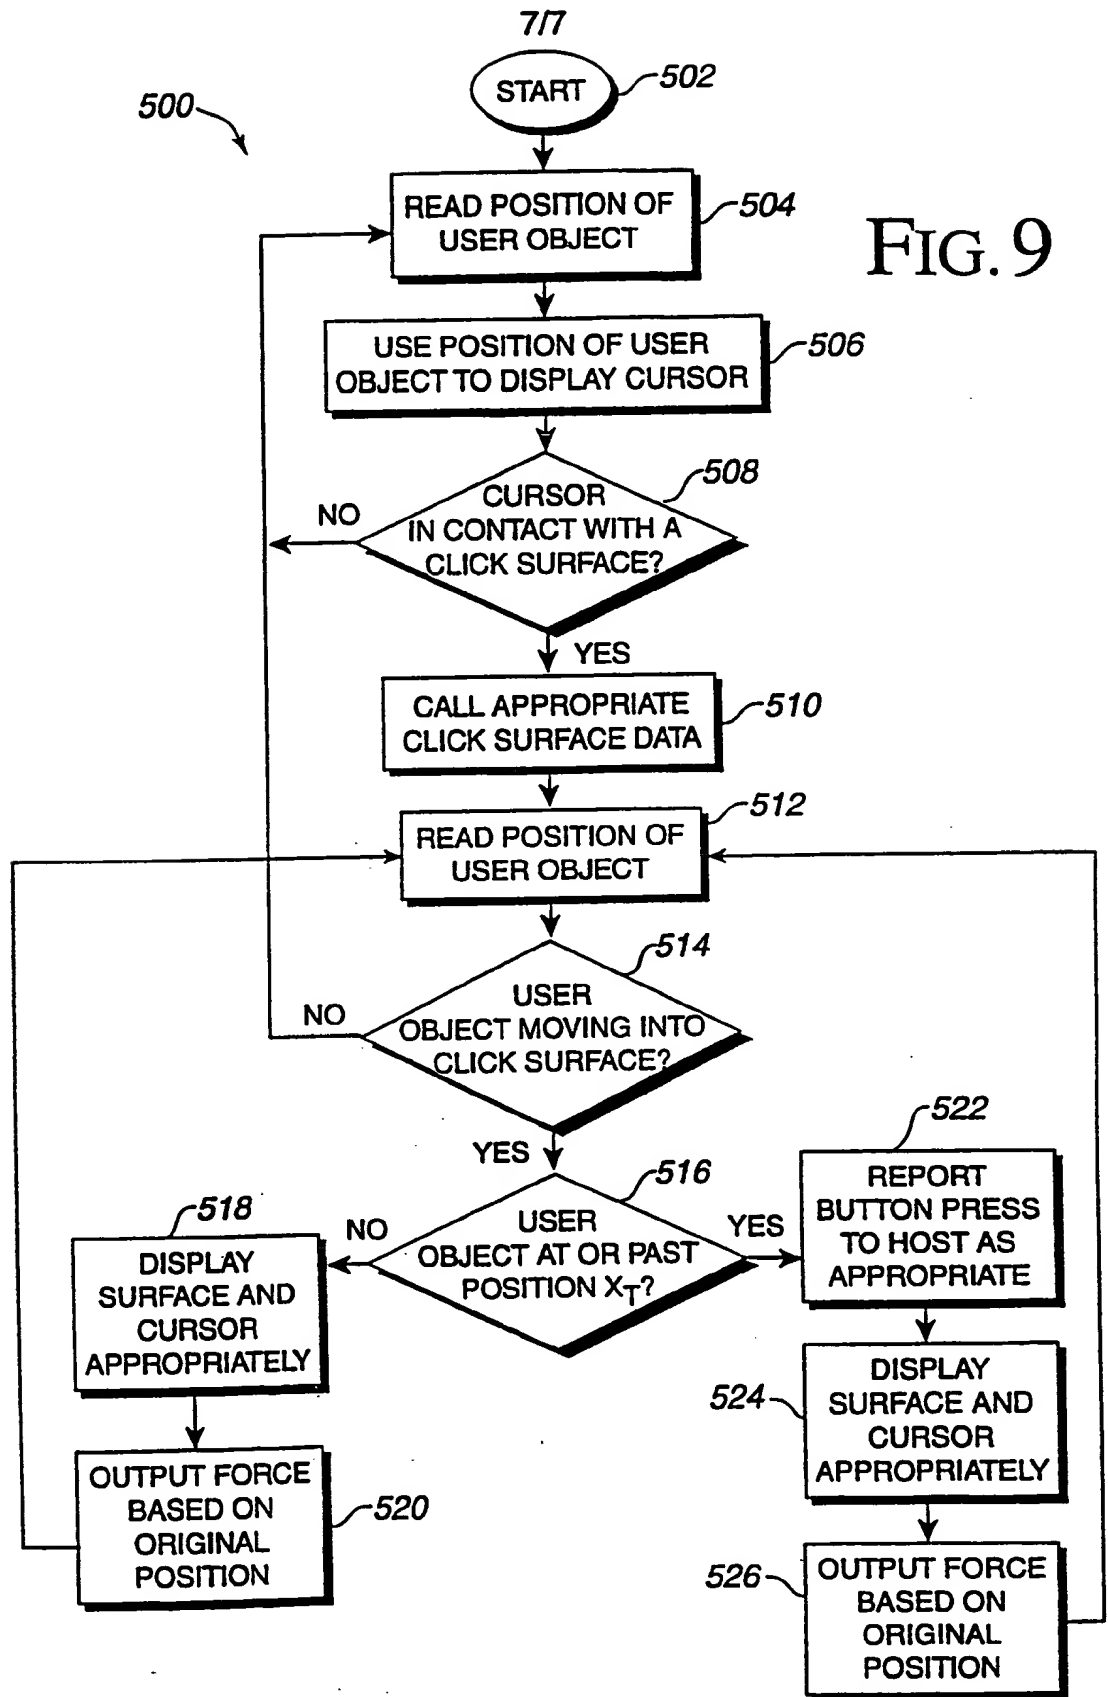 7/7
START
502
500
READ POSITION OF
USER OBJECT
504
FIG. 9
USE POSITION OF USER
OBJECT TO DISPLAY CURSOR
506
508
CURSOR
IN CONTACT WITH A
CLICK SURFACE?
NO
YES
CALL APPROPRIATE
CLICK SURFACE DATA
510
512
READ POSITION OF
USER OBJECT
514
USER
OBJECT MOVING INTO
CLICK SURFACE?
NO
YES
516
USER
OBJECT AT OR PAST
POSITION XT?
NO
YES
518
DISPLAY
SURFACE AND
CURSOR
APPROPRIATELY
522
REPORT
BUTTON PRESS
TO HOST AS
APPROPRIATE
OUTPUT FORCE
BASED ON
ORIGINAL
POSITION
520
524
DISPLAY
SURFACE AND
CURSOR
APPROPRIATELY
526
OUTPUT FORCE
BASED ON
ORIGINAL
POSITION